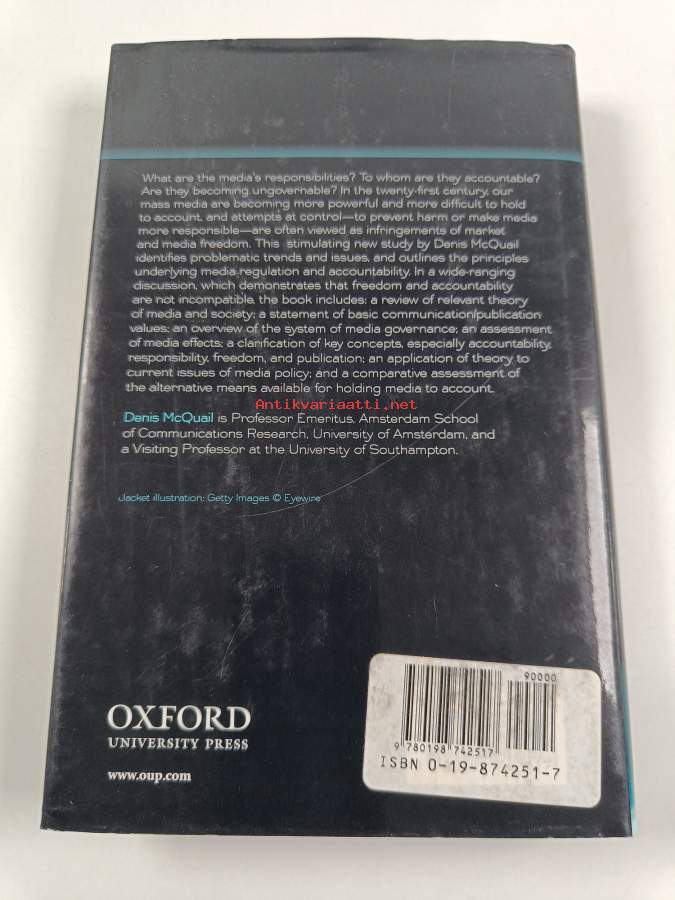 What are the media's responsibilities? To whom are they accountable?
Are they becoming ungovernable? In the twenty-first century, our
mass media are becoming more powerful and more difficult to hold
to account, and attempts at control—to prevent harm or make media
more responsible—are often viewed as infringements of market
and media freedom. This stimulating new study by Denis McQuail
identifies problematic trends and issues, and outlines the principles
underlying media regulation and accountability. In a wide-ranging
discussion, which demonstrates that freedom and accountability
are not incompatible, the book includes: a review of relevant theory
of media and society; a statement of basic communication/publication
values; an overview of the system of media governance; an assessment
of media effects; a clarification of key concepts, especially accountability,
responsibility, freedom, and publication; an application of theory to
current issues of media policy; and a comparative assessment of
the alternative means available for holding media to account.
Antikvariaatti.net
Denis McQuail is Professor Emeritus, Amsterdam School
of Communications Research, University of Amsterdam, and
a Visiting Professor at the University of Southampton.
Jacket illustration: Getty Images © Eyewire
OXFORD
UNIVERSITY PRESS
www.oup.com
90000
9 780198 742517
ISBN 0-19-874251-7